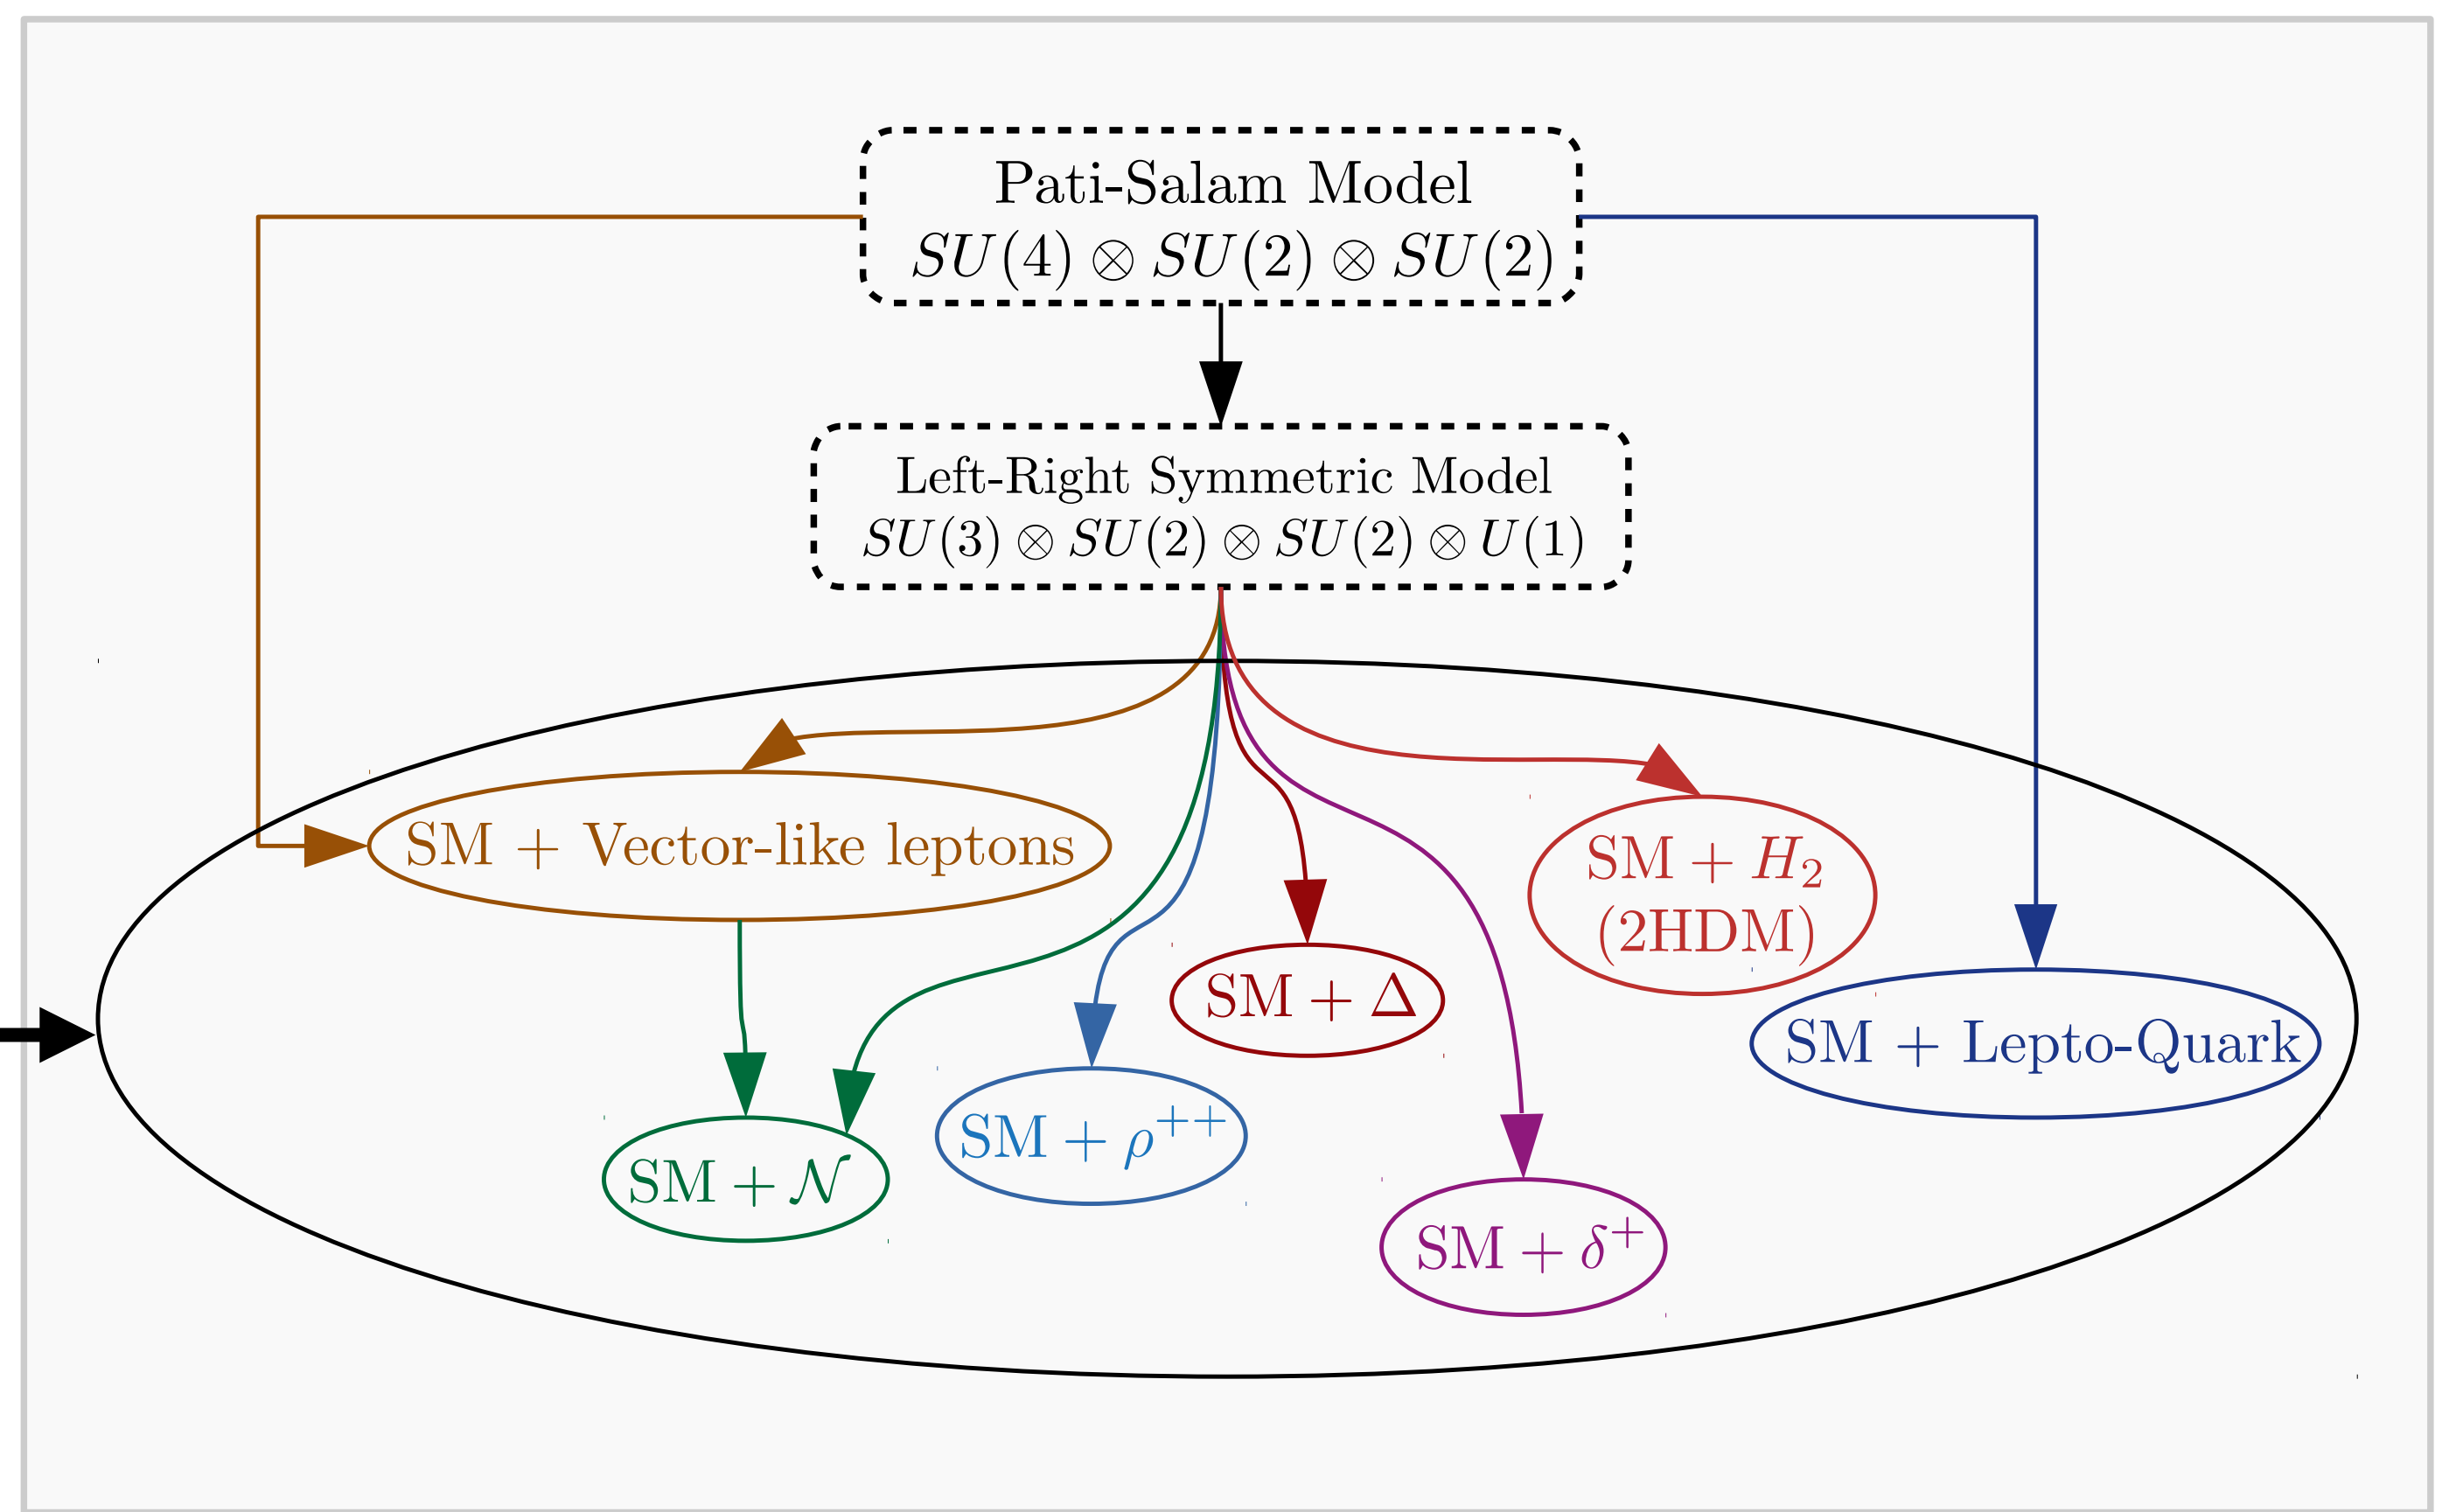 Pati-Salam Model
SU(4) ⊗ SU(2) ⊗ SU(2)
Left-Right Symmetric Model
SU(3) ⊗ SU(2) ⊗ SU(2) ⊗ U(1)
SM + Vector-like leptons
SM + H₂
(2HDM)
SM + Δ
SM + Lepto-Quark
SM + ρ⁺⁺
SM + 𝒩
SM + δ⁺